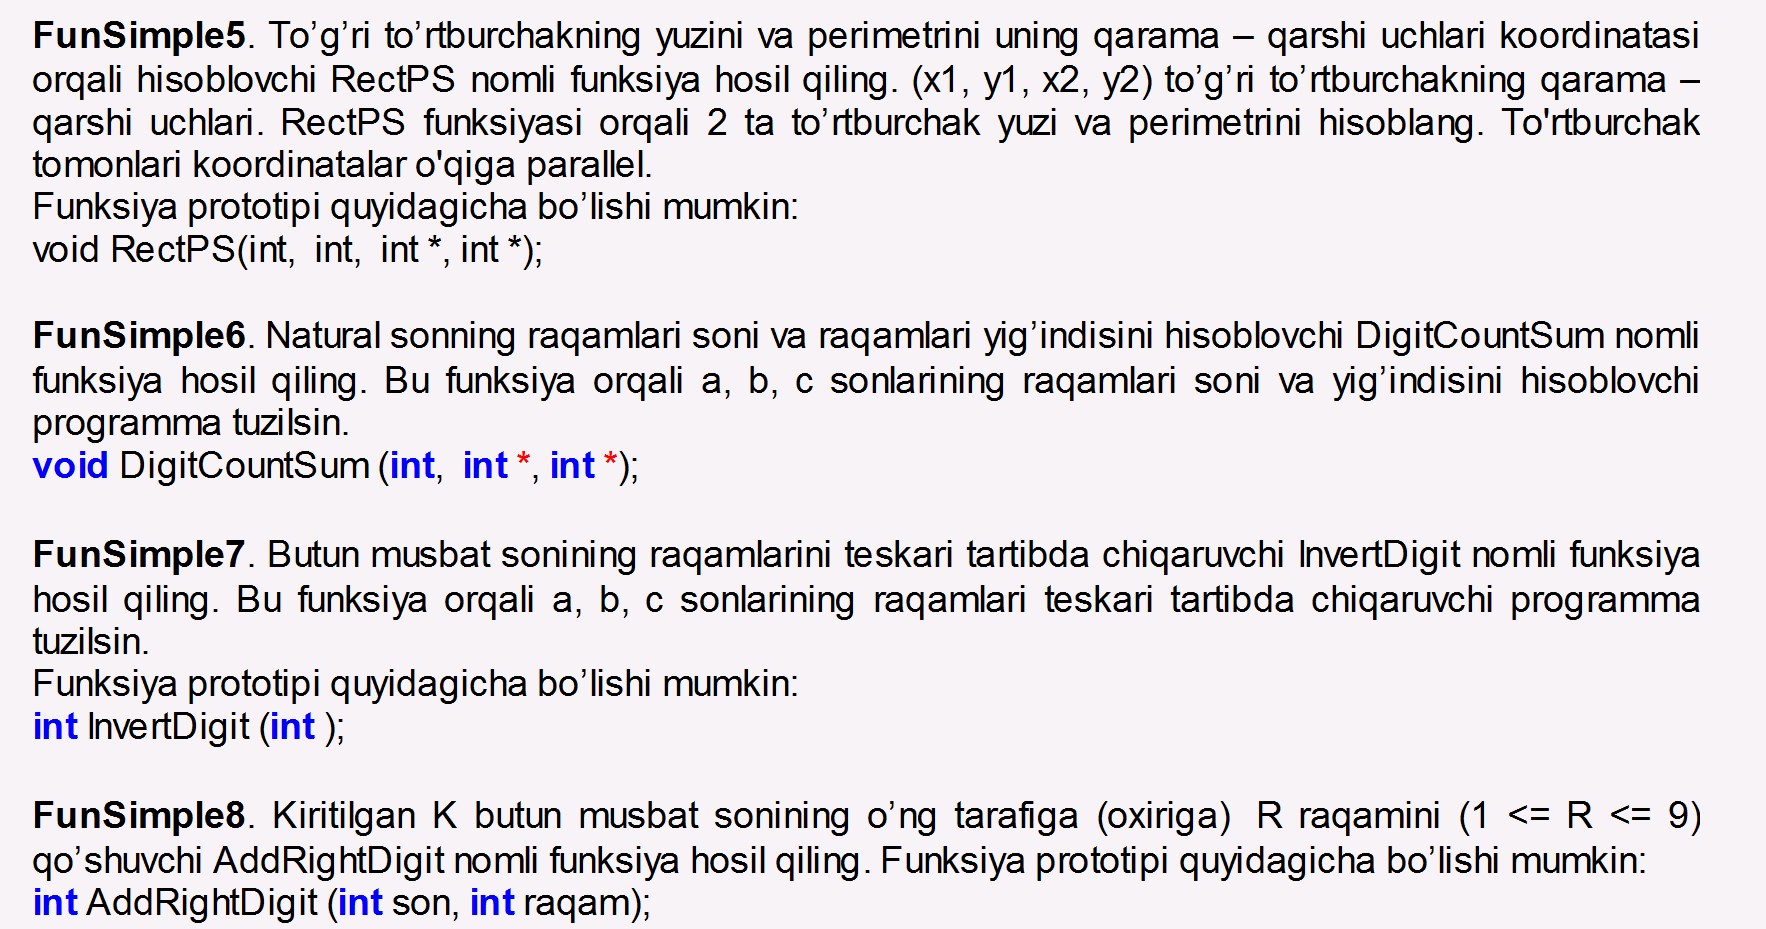 FunSimple5. To’g’ri to’rtburchakning yuzini va perimetrini uning qarama – qarshi uchlari koordinatasi
orqali hisoblovchi RectPS nomli funksiya hosil qiling. (x1, y1, x2, y2) to’g’ri to’rtburchakning qarama –
qarshi uchlari. RectPS funksiyasi orqali 2 ta to’rtburchak yuzi va perimetrini hisoblang. To'rtburchak
tomonlari koordinatalar o'qiga parallel.
Funksiya prototipi quyidagicha bo’lishi mumkin:
void RectPS(int, int, int *, int *);
FunSimple6. Natural sonning raqamlari soni va raqamlari yig’indisini hisoblovchi DigitCountSum nomli
funksiya hosil qiling. Bu funksiya orqali a, b, c sonlarining raqamlari soni va yig’indisini hisoblovchi
programma tuzilsin.
void DigitCountSum (int, int *, int *);
FunSimple7. Butun musbat sonining raqamlarini teskari tartibda chiqaruvchi InvertDigit nomli funksiya
hosil qiling. Bu funksiya orqali a, b, c sonlarining raqamlari teskari tartibda chiqaruvchi programma
tuzilsin.
Funksiya prototipi quyidagicha bo’lishi mumkin:
int InvertDigit (int );
FunSimple8. Kiritilgan K butun musbat sonining o’ng tarafiga (oxiriga) R raqamini (1 <= R <= 9)
qo’shuvchi AddRightDigit nomli funksiya hosil qiling. Funksiya prototipi quyidagicha bo’lishi mumkin:
int AddRightDigit (int son, int raqam);